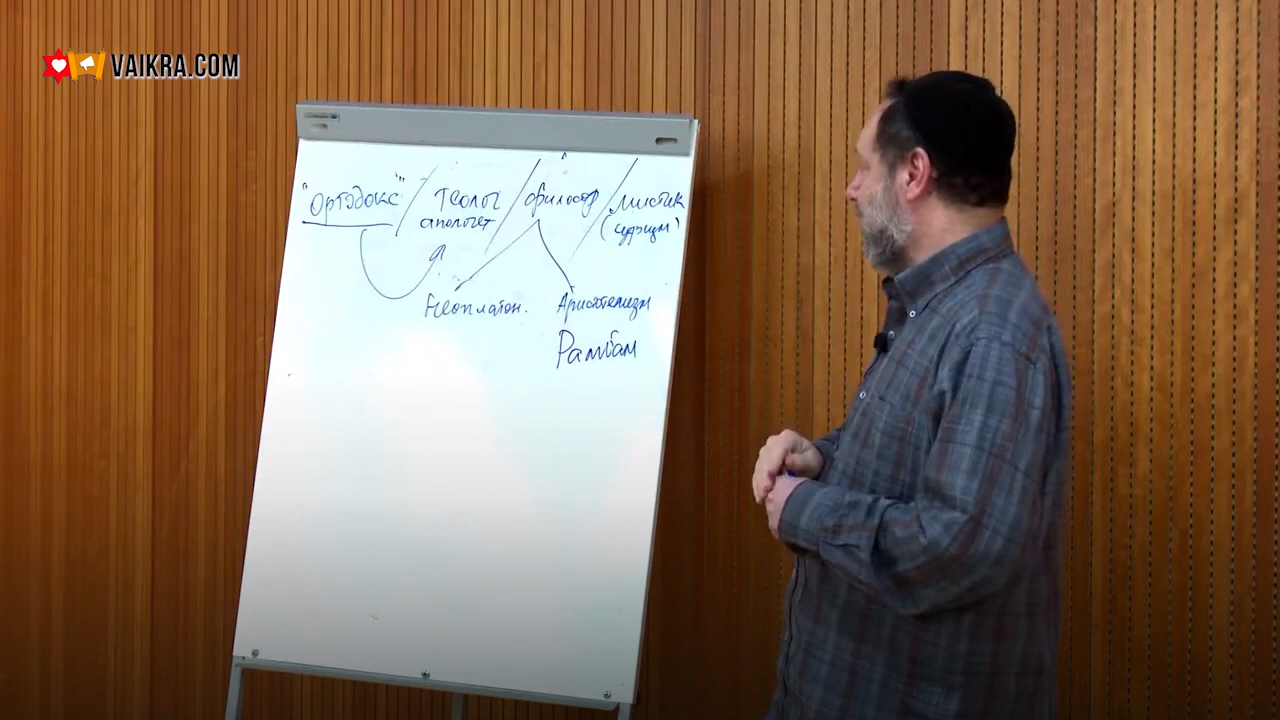 VAIKRA.COM
"Ортодокс" / теолог / философ / мистик
апологет (суфизм)
Неоплатон. Аристотелизм
Рамбам